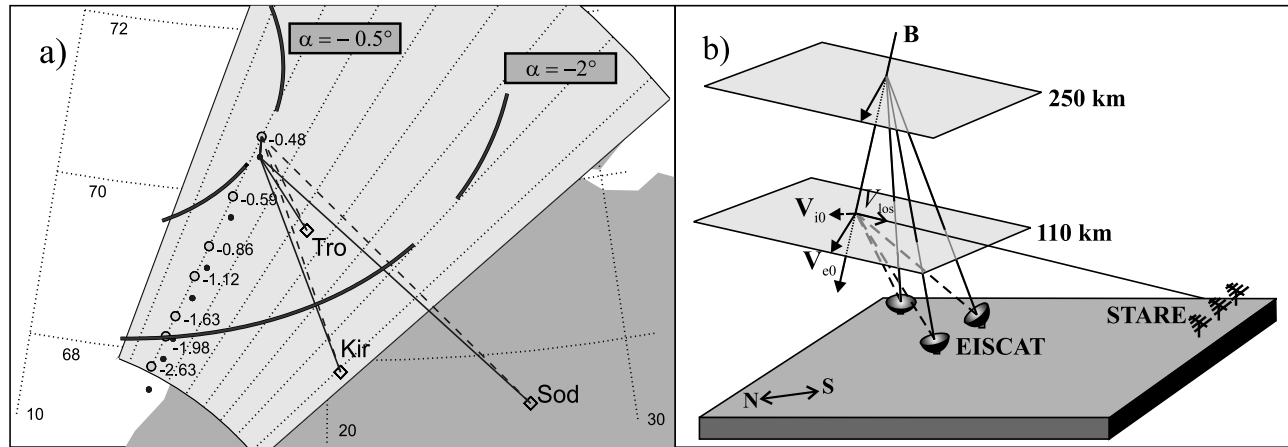 a)
72
α = − 0.5°
α = −2°
-0.48
70
-0.59
Tro
-0.86
-1.12
-1.63
-1.98
68
Kir
-2.63
Sod
10
20
30
b)
B
250 km
V_i0
V_los
110 km
V_e0
STARE
EISCAT
N
S